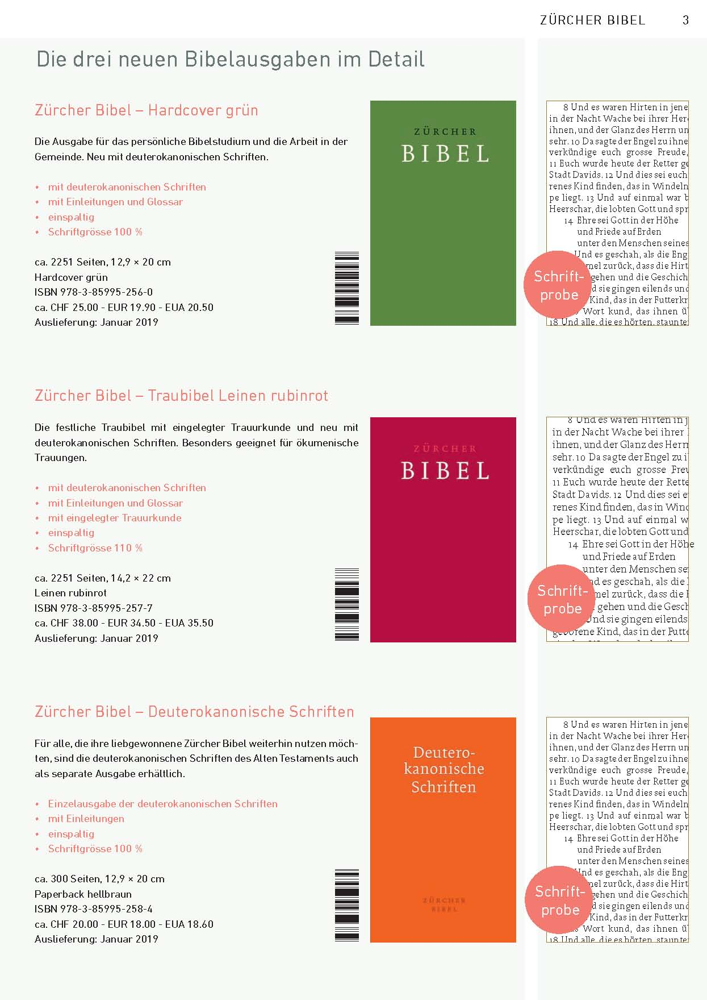 ZÜRCHER BIBEL 3
Die drei neuen Bibelausgaben im Detail
Zürcher Bibel – Hardcover grün
Die Ausgabe für das persönliche Bibelstudium und die Arbeit in der
Gemeinde. Neu mit deuterokanonischen Schriften.
• mit deuterokanonischen Schriften
• mit Einleitungen und Glossar
• einspaltig
• Schriftgrösse 100 %
ca. 2251 Seiten, 12,9 × 20 cm
Hardcover grün
ISBN 978-3-85995-256-0
ca. CHF 25.00 - EUR 19.90 - EUA 20.50
Auslieferung: Januar 2019
ZÜRCHER
BIBEL
8 Und es waren Hirten in jene
in der Nacht Wache bei ihrer Her
ihnen, und der Glanz des Herrn un
sehr. 10 Da sagte der Engel zu ihne
verkündige euch grosse Freude,
11 Euch wurde heute der Retter ge
Stadt Davids. 12 Und dies sei euch
renes Kind finden, das in Windeln
pe liegt. 13 Und auf einmal war b
Heerschar, die lobten Gott und spr
14 Ehre sei Gott in der Höhe
und Friede auf Erden
unter den Menschen seines
Und es geschah, als die Eng
mel zurück, dass die Hirt
gehen und die Geschich
d sie gingen eilends und
Kind, das in der Futterkr
Wort kund, das ihnen ü
18 Und alle, die es hörten, staunte
Schrift-
probe
Zürcher Bibel – Traubibel Leinen rubinrot
Die festliche Traubibel mit eingelegter Trauurkunde und neu mit
deuterokanonischen Schriften. Besonders geeignet für ökumenische
Trauungen.
• mit deuterokanonischen Schriften
• mit Einleitungen und Glossar
• mit eingelegter Trauurkunde
• einspaltig
• Schriftgrösse 110 %
ca. 2251 Seiten, 14,2 × 22 cm
Leinen rubinrot
ISBN 978-3-85995-257-7
ca. CHF 38.00 - EUR 34.50 - EUA 35.50
Auslieferung: Januar 2019
ZÜRCHER
BIBEL
8 Und es waren Hirten in j
in der Nacht Wache bei ihrer
ihnen, und der Glanz des Herrn
sehr. 10 Da sagte der Engel zu i
verkündige euch grosse Freu
11 Euch wurde heute der Rette
Stadt Davids. 12 Und dies sei e
renes Kind finden, das in Wind
pe liegt. 13 Und auf einmal w
Heerschar, die lobten Gott und
14 Ehre sei Gott in der Höhe
und Friede auf Erden
unter den Menschen sei
nd es geschah, als die
mel zurück, dass die H
gehen und die Gesch
Und sie gingen eilends
geborene Kind, das in der Futte
Schrift-
probe
Zürcher Bibel – Deuterokanonische Schriften
Für alle, die ihre liebgewonnene Zürcher Bibel weiterhin nutzen möch-
ten, sind die deuterokanonischen Schriften des Alten Testaments auch
als separate Ausgabe erhältlich.
• Einzelausgabe der deuterokanonischen Schriften
• mit Einleitungen
• einspaltig
• Schriftgrösse 100 %
ca. 300 Seiten, 12,9 × 20 cm
Paperback hellbraun
ISBN 978-3-85995-258-4
ca. CHF 20.00 - EUR 18.00 - EUA 18.60
Auslieferung: Januar 2019
Deutero-
kanonische
Schriften
ZÜRCHER
BIBEL
8 Und es waren Hirten in jene
in der Nacht Wache bei ihrer Her
ihnen, und der Glanz des Herrn un
sehr. 10 Da sagte der Engel zu ihne
verkündige euch grosse Freude,
11 Euch wurde heute der Retter ge
Stadt Davids. 12 Und dies sei euch
renes Kind finden, das in Windeln
pe liegt. 13 Und auf einmal war b
Heerschar, die lobten Gott und spr
14 Ehre sei Gott in der Höhe
und Friede auf Erden
unter den Menschen seines
Und es geschah, als die Eng
mel zurück, dass die Hirt
gehen und die Geschich
d sie gingen eilends und
Kind, das in der Futterkr
Wort kund, das ihnen ü
18 Und alle, die es hörten, staunte
Schrift-
probe